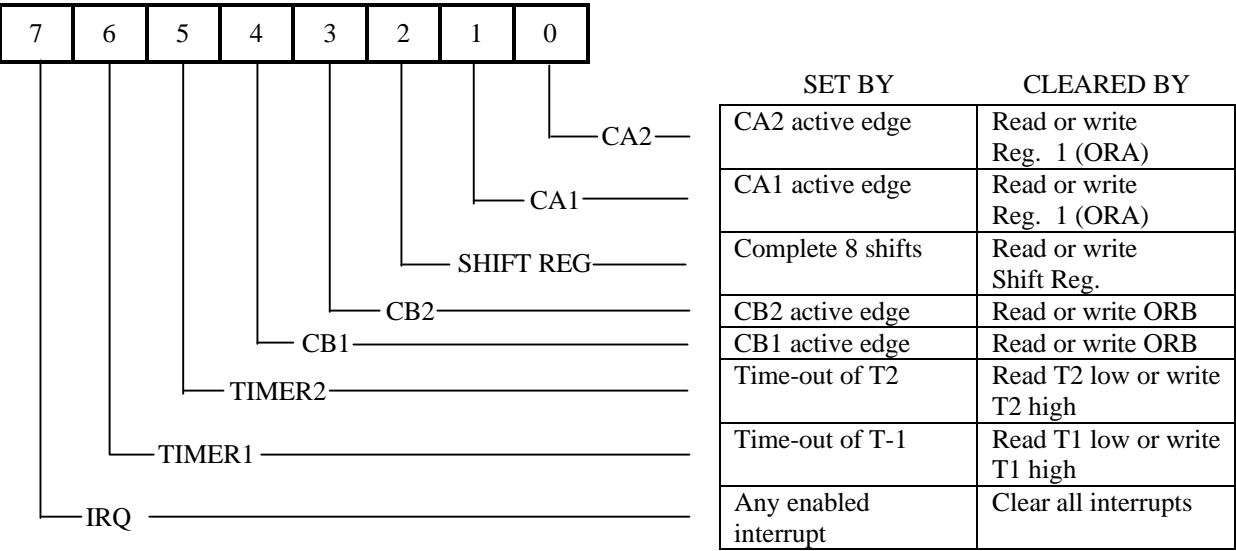 7 6 5 4 3 2 1 0
SET BY CLEARED BY
CA2 CA2 active edge Read or write
Reg. 1 (ORA)
CA1 CA1 active edge Read or write
Reg. 1 (ORA)
SHIFT REG Complete 8 shifts Read or write
Shift Reg.
CB2 CB2 active edge Read or write ORB
CB1 CB1 active edge Read or write ORB
TIMER2 Time-out of T2 Read T2 low or write
T2 high
TIMER1 Time-out of T-1 Read T1 low or write
T1 high
IRQ Any enabled Clear all interrupts
interrupt